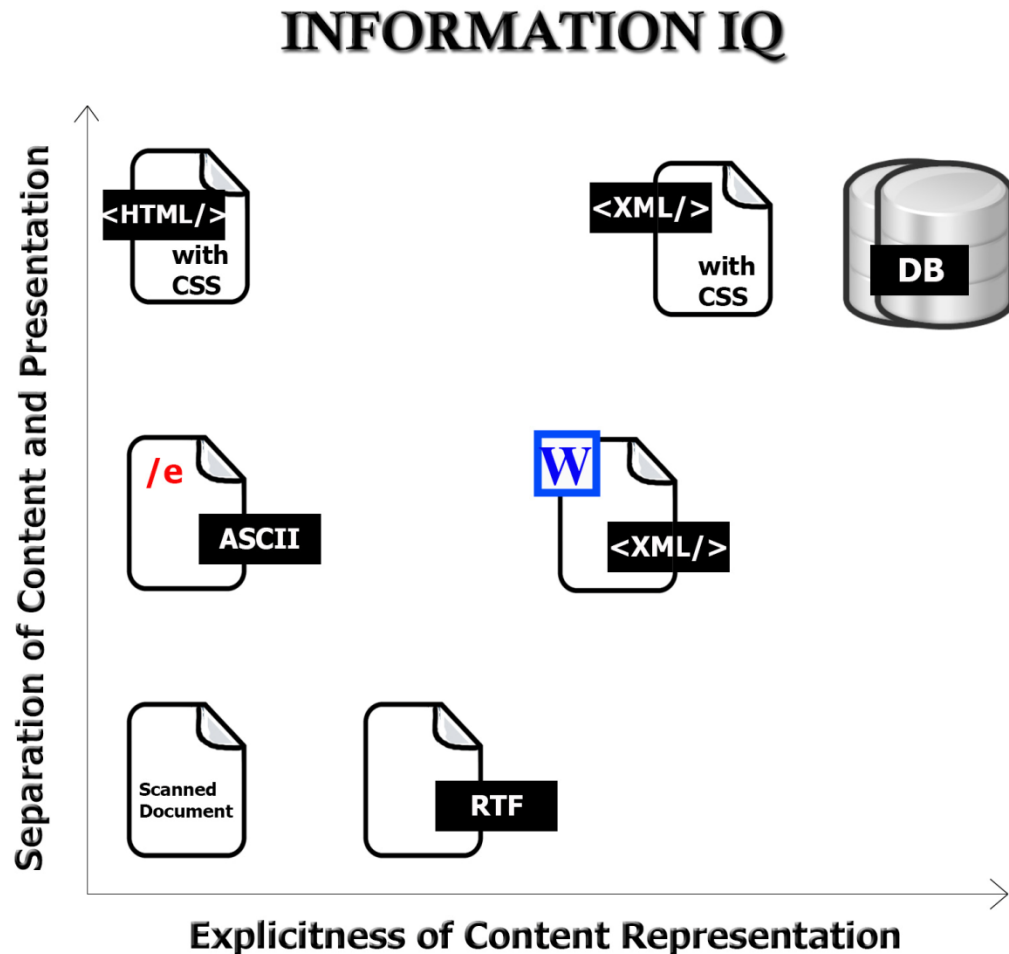 INFORMATION IQ
Separation of Content and Presentation
<HTML/>
with
CSS
<XML/>
with
CSS
DB
/e
ASCII
W
<XML/>
Scanned
Document
RTF
Explicitness of Content Representation